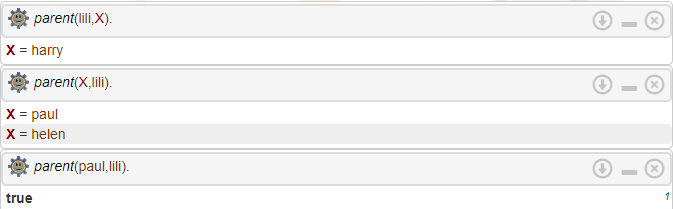 parent(lili,X).
X = harry
parent(X,lili).
X = paul
X = helen
parent(paul,lili).
true 1